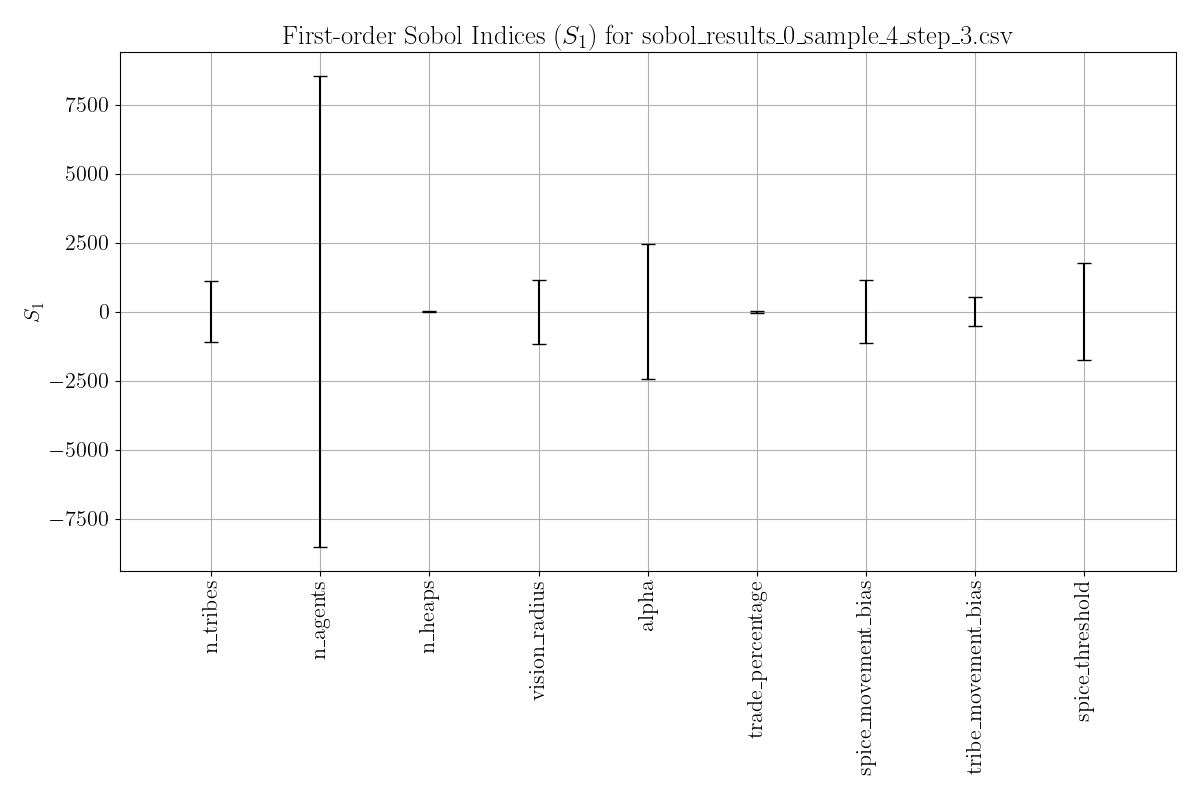 First-order Sobol Indices (S₁) for sobol_results_0_sample_4_step_3.csv
S₁
7500
5000
2500
0
−2500
−5000
−7500
n_tribes
n_agents
n_heaps
vision_radius
alpha
trade_percentage
spice_movement_bias
tribe_movement_bias
spice_threshold